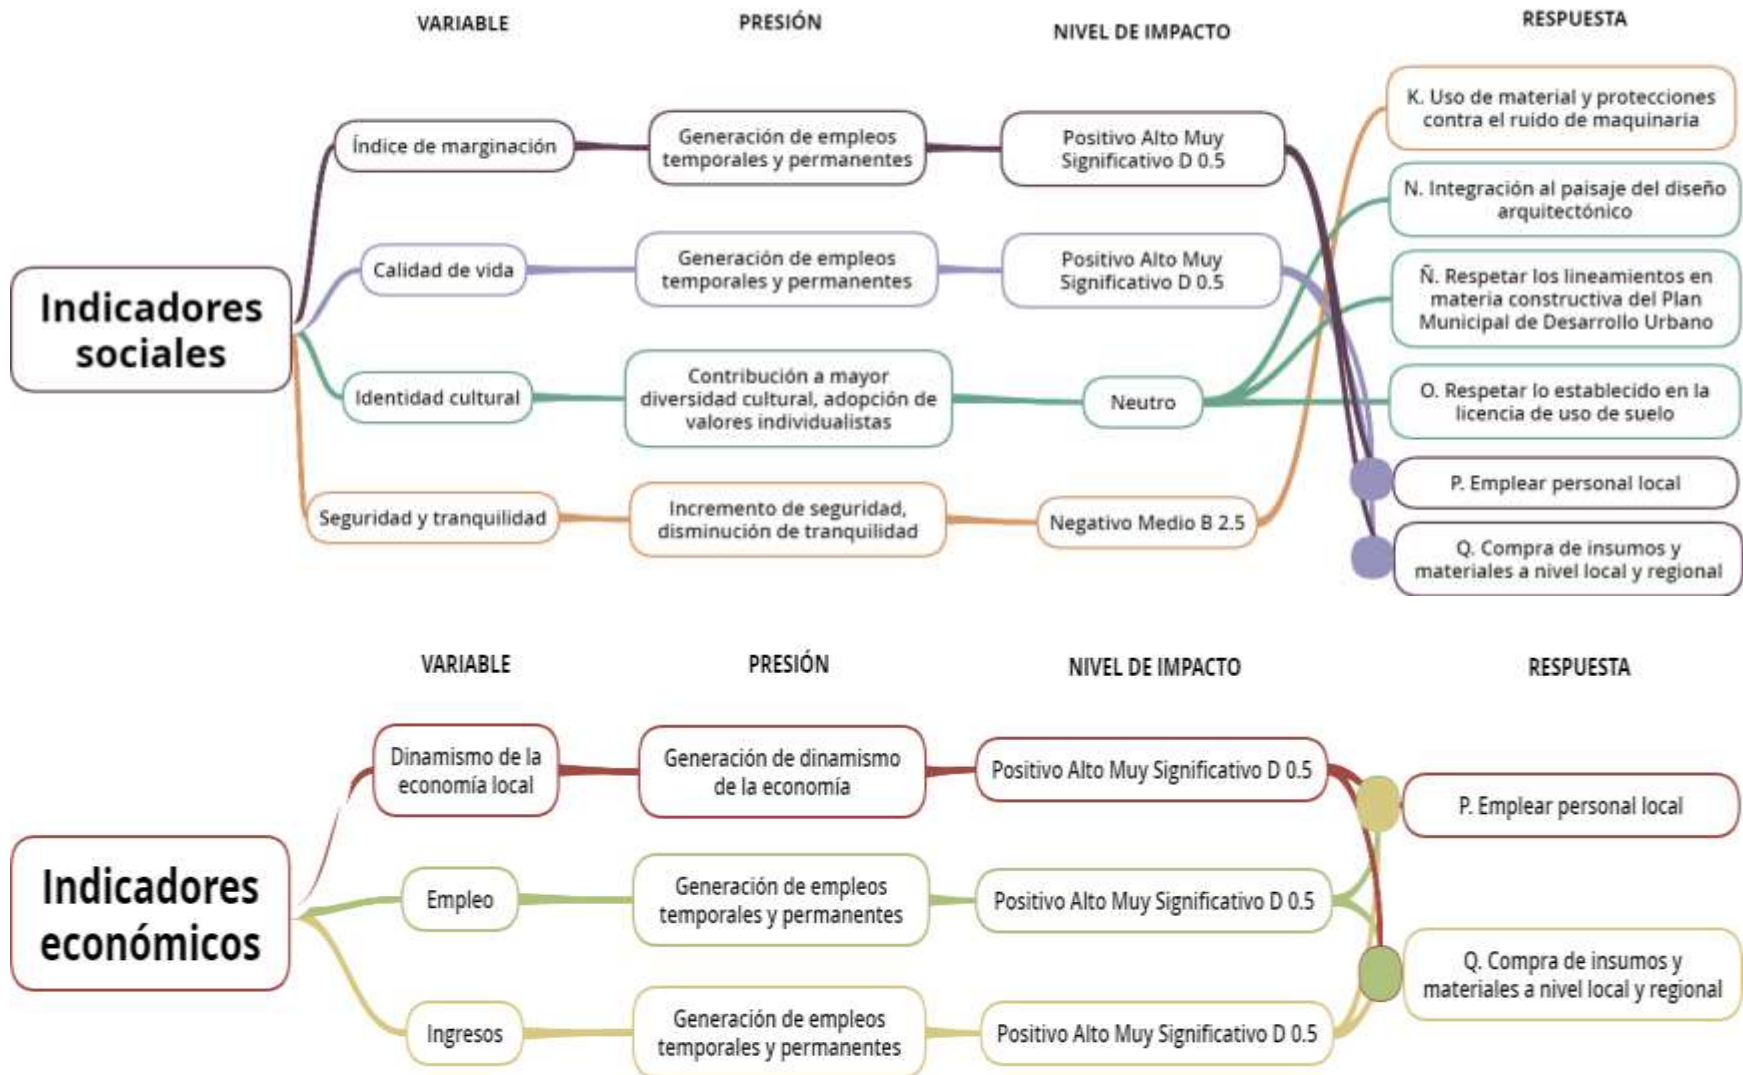 VARIABLE
PRESIÓN
NIVEL DE IMPACTO
RESPUESTA
Indicadores
sociales
Índice de marginación
Generación de empleos
temporales y permanentes
Positivo Alto Muy
Significativo D 0.5
Calidad de vida
Generación de empleos
temporales y permanentes
Positivo Alto Muy
Significativo D 0.5
Identidad cultural
Contribución a mayor
diversidad cultural, adopción de
valores individualistas
Neutro
Seguridad y tranquilidad
Incremento de seguridad,
disminución de tranquilidad
Negativo Medio B 2.5
K. Uso de material y protecciones
contra el ruido de maquinaria
N. Integración al paisaje del diseño
arquitectónico
Ñ. Respetar los lineamientos en
materia constructiva del Plan
Municipal de Desarrollo Urbano
O. Respetar lo establecido en la
licencia de uso de suelo
P. Emplear personal local
Q. Compra de insumos y
materiales a nivel local y regional
VARIABLE
PRESIÓN
NIVEL DE IMPACTO
RESPUESTA
Indicadores
económicos
Dinamismo de la
economía local
Generación de dinamismo
de la economía
Positivo Alto Muy Significativo D 0.5
Empleo
Generación de empleos
temporales y permanentes
Positivo Alto Muy Significativo D 0.5
Ingresos
Generación de empleos
temporales y permanentes
Positivo Alto Muy Significativo D 0.5
P. Emplear personal local
Q. Compra de insumos y
materiales a nivel local y regional